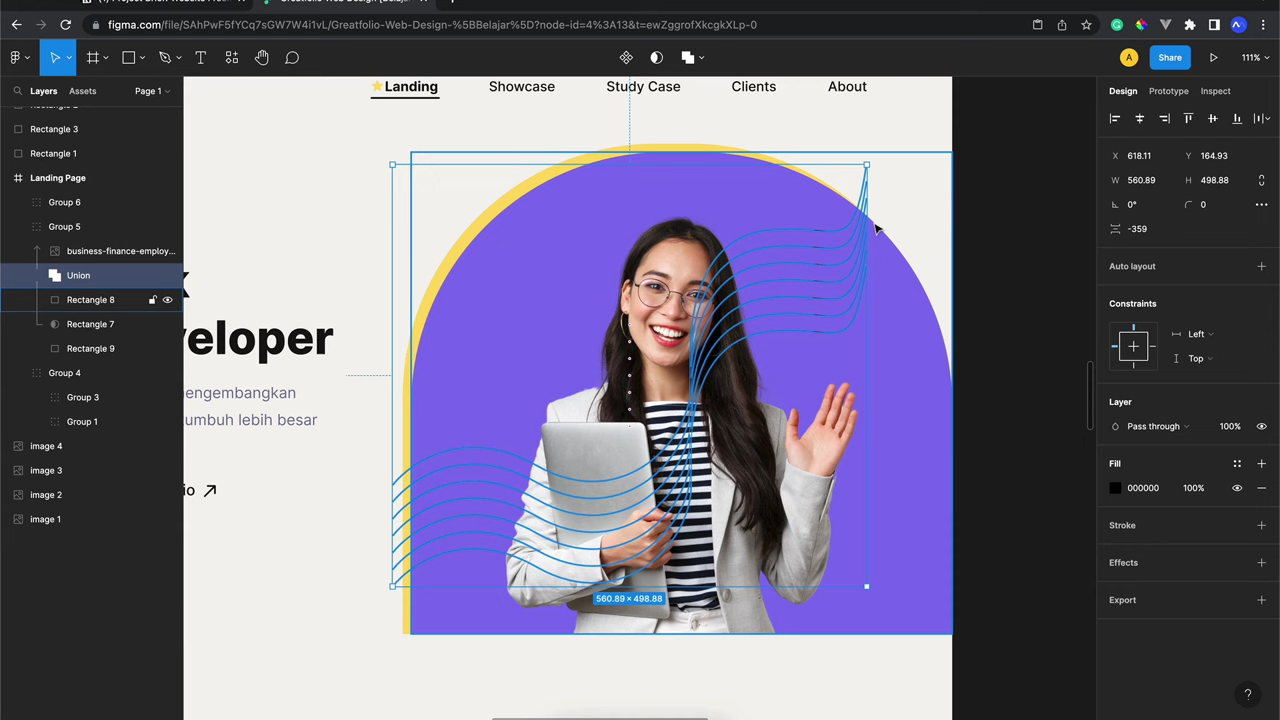 figma.com/file/SAhPwF5fYCq7sGW7W4i1vL/Greatfolio-Web-Design-%5BBelajar%5D?node-id=4%3A13&t=ewZggrofXkcgkXLp-0
A
Share
111%
Layers
Assets
Page 1
Rectangle 3
Rectangle 1
Landing Page
Group 6
Group 5
business-finance-employ...
Union
Rectangle 8
Rectangle 7
Rectangle 9
Group 4
Group 3
Group 1
image 4
image 3
image 2
image 1
Landing
Showcase
Study Case
Clients
About
veloper
engembangkan
umbuh lebih besar
io
560.89 × 498.88
Design
Prototype
Inspect
X
618.11
Y
164.93
W
560.89
H
498.88
0°
0
-359
Auto layout
Constraints
Left
Top
Layer
Pass through
100%
Fill
000000
100%
Stroke
Effects
Export
?